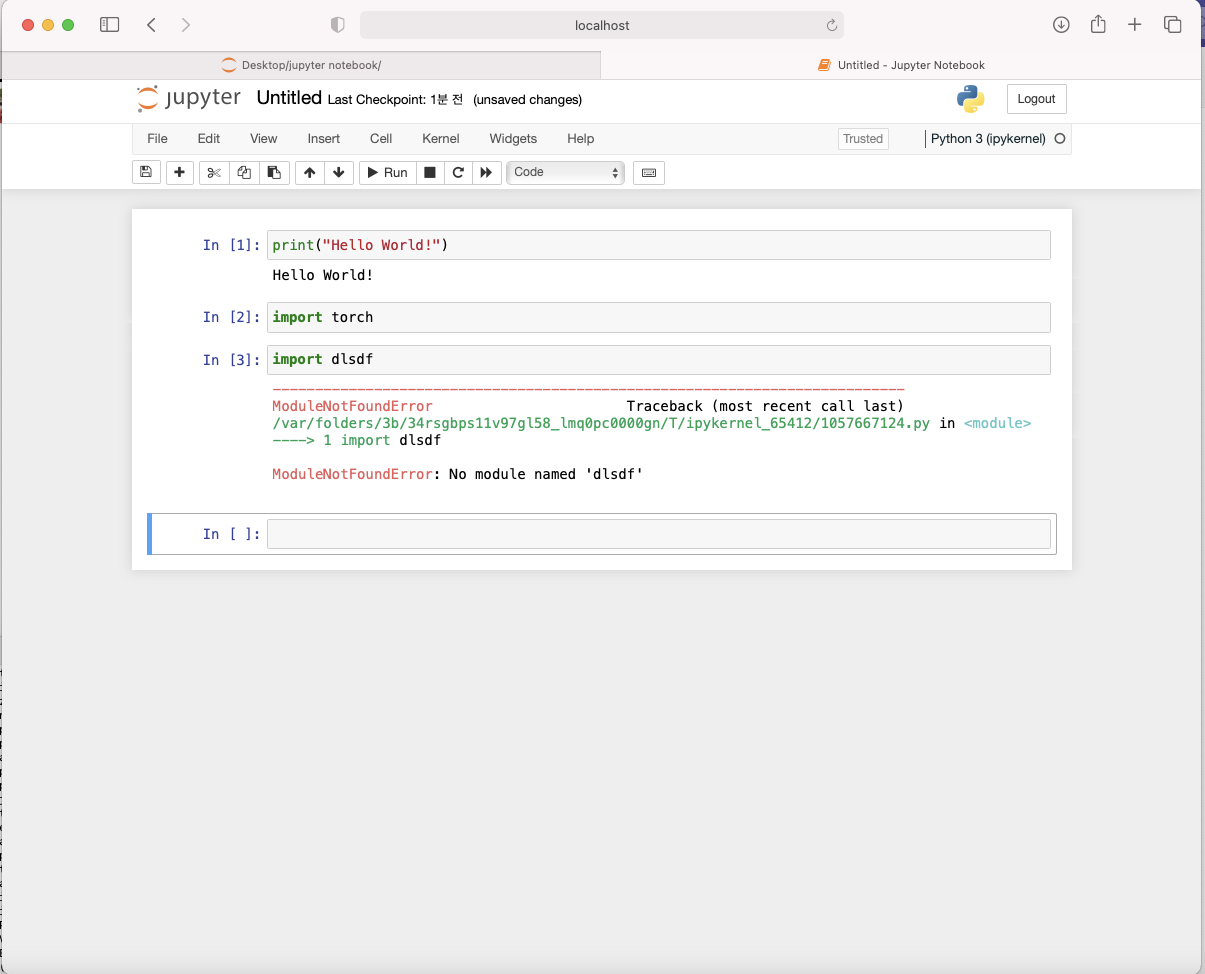 localhost
Desktop/jupyter notebook/
Untitled - Jupyter Notebook
jupyter Untitled Last Checkpoint: 1분 전 (unsaved changes)
Logout
File Edit View Insert Cell Kernel Widgets Help
Trusted
Python 3 (ipykernel)
Run
Code
In [1]: print("Hello World!")
Hello World!
In [2]: import torch
In [3]: import dlsdf
---------------------------------------------------------------------------
ModuleNotFoundError Traceback (most recent call last)
/var/folders/3b/34rsgbps11v97gl58_lmq0pc0000gn/T/ipykernel_65412/1057667124.py in <module>
----> 1 import dlsdf
ModuleNotFoundError: No module named 'dlsdf'
In [ ]: